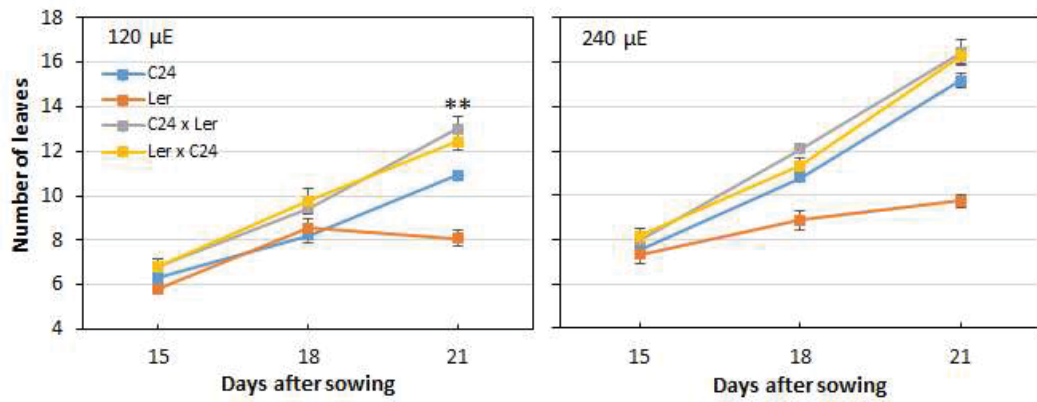 120 µE
C24
Ler
C24 x Ler
Ler x C24
**
240 µE
Number of leaves
18
16
14
12
10
8
6
4
15 18 21
15 18 21
Days after sowing
Days after sowing